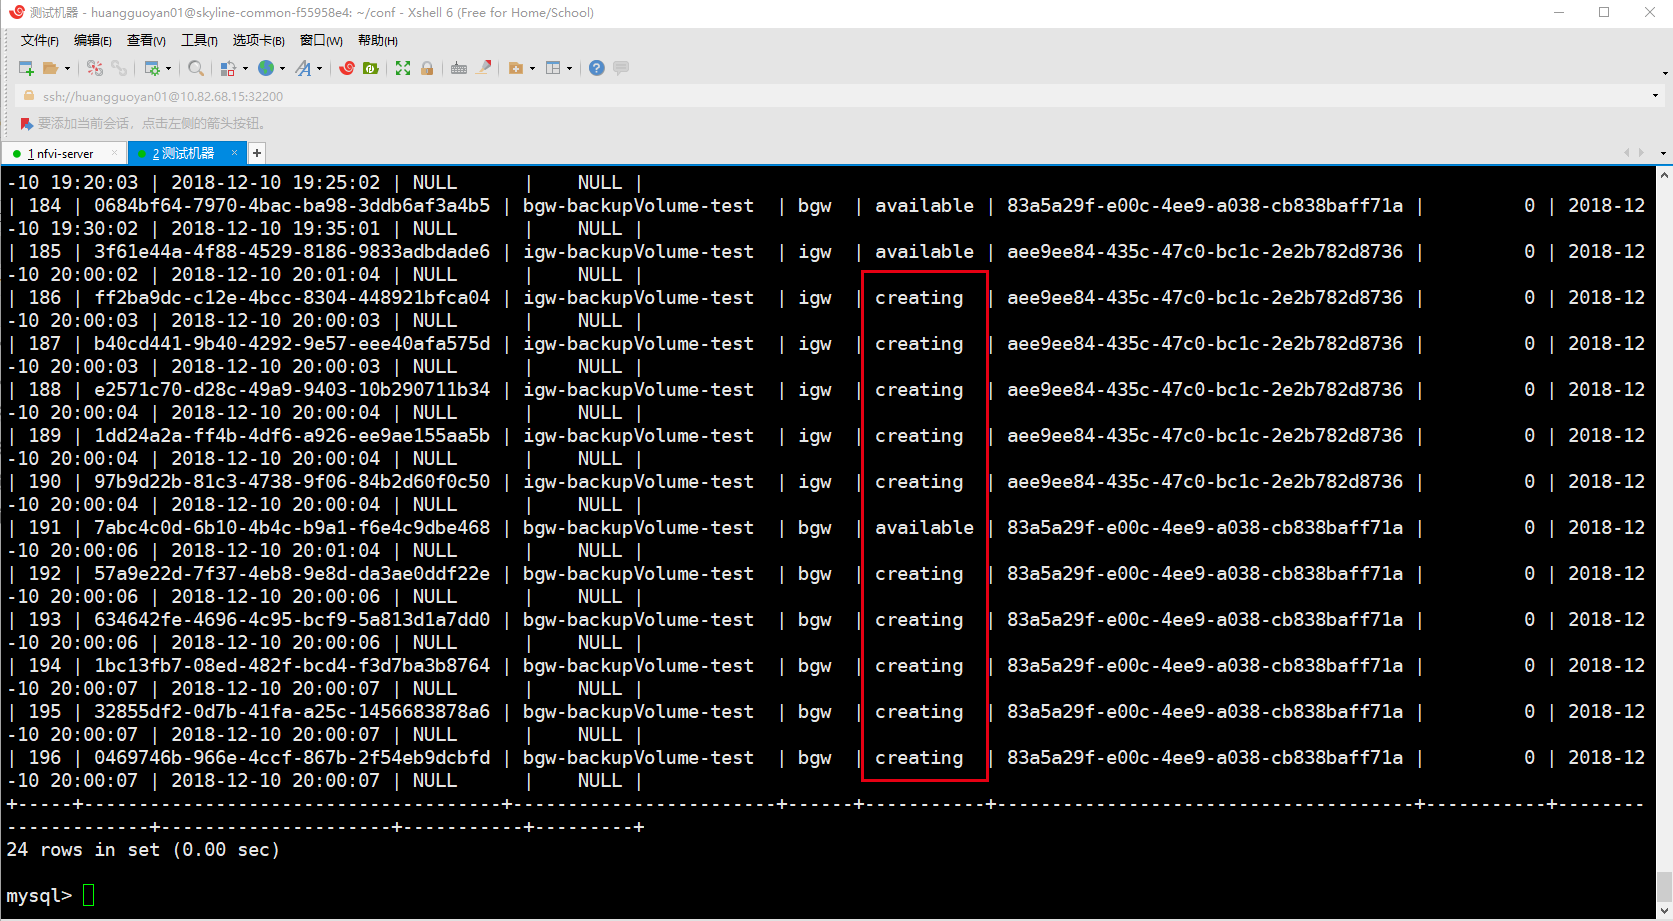 测试机器 - huangguoyan01@skyline-common-f55958e4: ~/conf - Xshell 6 (Free for Home/School)
文件(F) 编辑(E) 查看(V) 工具(T) 选项卡(B) 窗口(W) 帮助(H)
ssh://huangguoyan01@10.82.68.15:32200
要添加当前会话，点击左侧的箭头按钮。
1 nfvi-server × 2 测试机器 × +
-10 19:20:03 | 2018-12-10 19:25:02 | NULL      |    NULL |
| 184 | 0684bf64-7970-4bac-ba98-3ddb6af3a4b5 | bgw-backupVolume-test  | bgw  | available | 83a5a29f-e00c-4ee9-a038-cb838baff71a |         0 | 2018-12
-10 19:30:02 | 2018-12-10 19:35:01 | NULL      |    NULL |
| 185 | 3f61e44a-4f88-4529-8186-9833adbdade6 | igw-backupVolume-test  | igw  | available | aee9ee84-435c-47c0-bc1c-2e2b782d8736 |         0 | 2018-12
-10 20:00:02 | 2018-12-10 20:01:04 | NULL      |    NULL |
| 186 | ff2ba9dc-c12e-4bcc-8304-448921bfca04 | igw-backupVolume-test  | igw  | creating  | aee9ee84-435c-47c0-bc1c-2e2b782d8736 |         0 | 2018-12
-10 20:00:03 | 2018-12-10 20:00:03 | NULL      |    NULL |
| 187 | b40cd441-9b40-4292-9e57-eee40afa575d | igw-backupVolume-test  | igw  | creating  | aee9ee84-435c-47c0-bc1c-2e2b782d8736 |         0 | 2018-12
-10 20:00:03 | 2018-12-10 20:00:03 | NULL      |    NULL |
| 188 | e2571c70-d28c-49a9-9403-10b290711b34 | igw-backupVolume-test  | igw  | creating  | aee9ee84-435c-47c0-bc1c-2e2b782d8736 |         0 | 2018-12
-10 20:00:04 | 2018-12-10 20:00:04 | NULL      |    NULL |
| 189 | 1dd24a2a-ff4b-4df6-a926-ee9ae155aa5b | igw-backupVolume-test  | igw  | creating  | aee9ee84-435c-47c0-bc1c-2e2b782d8736 |         0 | 2018-12
-10 20:00:04 | 2018-12-10 20:00:04 | NULL      |    NULL |
| 190 | 97b9d22b-81c3-4738-9f06-84b2d60f0c50 | igw-backupVolume-test  | igw  | creating  | aee9ee84-435c-47c0-bc1c-2e2b782d8736 |         0 | 2018-12
-10 20:00:04 | 2018-12-10 20:00:04 | NULL      |    NULL |
| 191 | 7abc4c0d-6b10-4b4c-b9a1-f6e4c9dbe468 | bgw-backupVolume-test  | bgw  | available | 83a5a29f-e00c-4ee9-a038-cb838baff71a |         0 | 2018-12
-10 20:00:06 | 2018-12-10 20:01:04 | NULL      |    NULL |
| 192 | 57a9e22d-7f37-4eb8-9e8d-da3ae0ddf22e | bgw-backupVolume-test  | bgw  | creating  | 83a5a29f-e00c-4ee9-a038-cb838baff71a |         0 | 2018-12
-10 20:00:06 | 2018-12-10 20:00:06 | NULL      |    NULL |
| 193 | 634642fe-4696-4c95-bcf9-5a813d1a7dd0 | bgw-backupVolume-test  | bgw  | creating  | 83a5a29f-e00c-4ee9-a038-cb838baff71a |         0 | 2018-12
-10 20:00:06 | 2018-12-10 20:00:06 | NULL      |    NULL |
| 194 | 1bc13fb7-08ed-482f-bcd4-f3d7ba3b8764 | bgw-backupVolume-test  | bgw  | creating  | 83a5a29f-e00c-4ee9-a038-cb838baff71a |         0 | 2018-12
-10 20:00:07 | 2018-12-10 20:00:07 | NULL      |    NULL |
| 195 | 32855df2-0d7b-41fa-a25c-1456683878a6 | bgw-backupVolume-test  | bgw  | creating  | 83a5a29f-e00c-4ee9-a038-cb838baff71a |         0 | 2018-12
-10 20:00:07 | 2018-12-10 20:00:07 | NULL      |    NULL |
| 196 | 0469746b-966e-4ccf-867b-2f54eb9dcbfd | bgw-backupVolume-test  | bgw  | creating  | 83a5a29f-e00c-4ee9-a038-cb838baff71a |         0 | 2018-12
-10 20:00:07 | 2018-12-10 20:00:07 | NULL      |    NULL |
+-----+--------------------------------------+------------------------+------+-----------+--------------------------------------+-----------+--------
-------------+---------------------+-----------+---------+
24 rows in set (0.00 sec)
mysql>